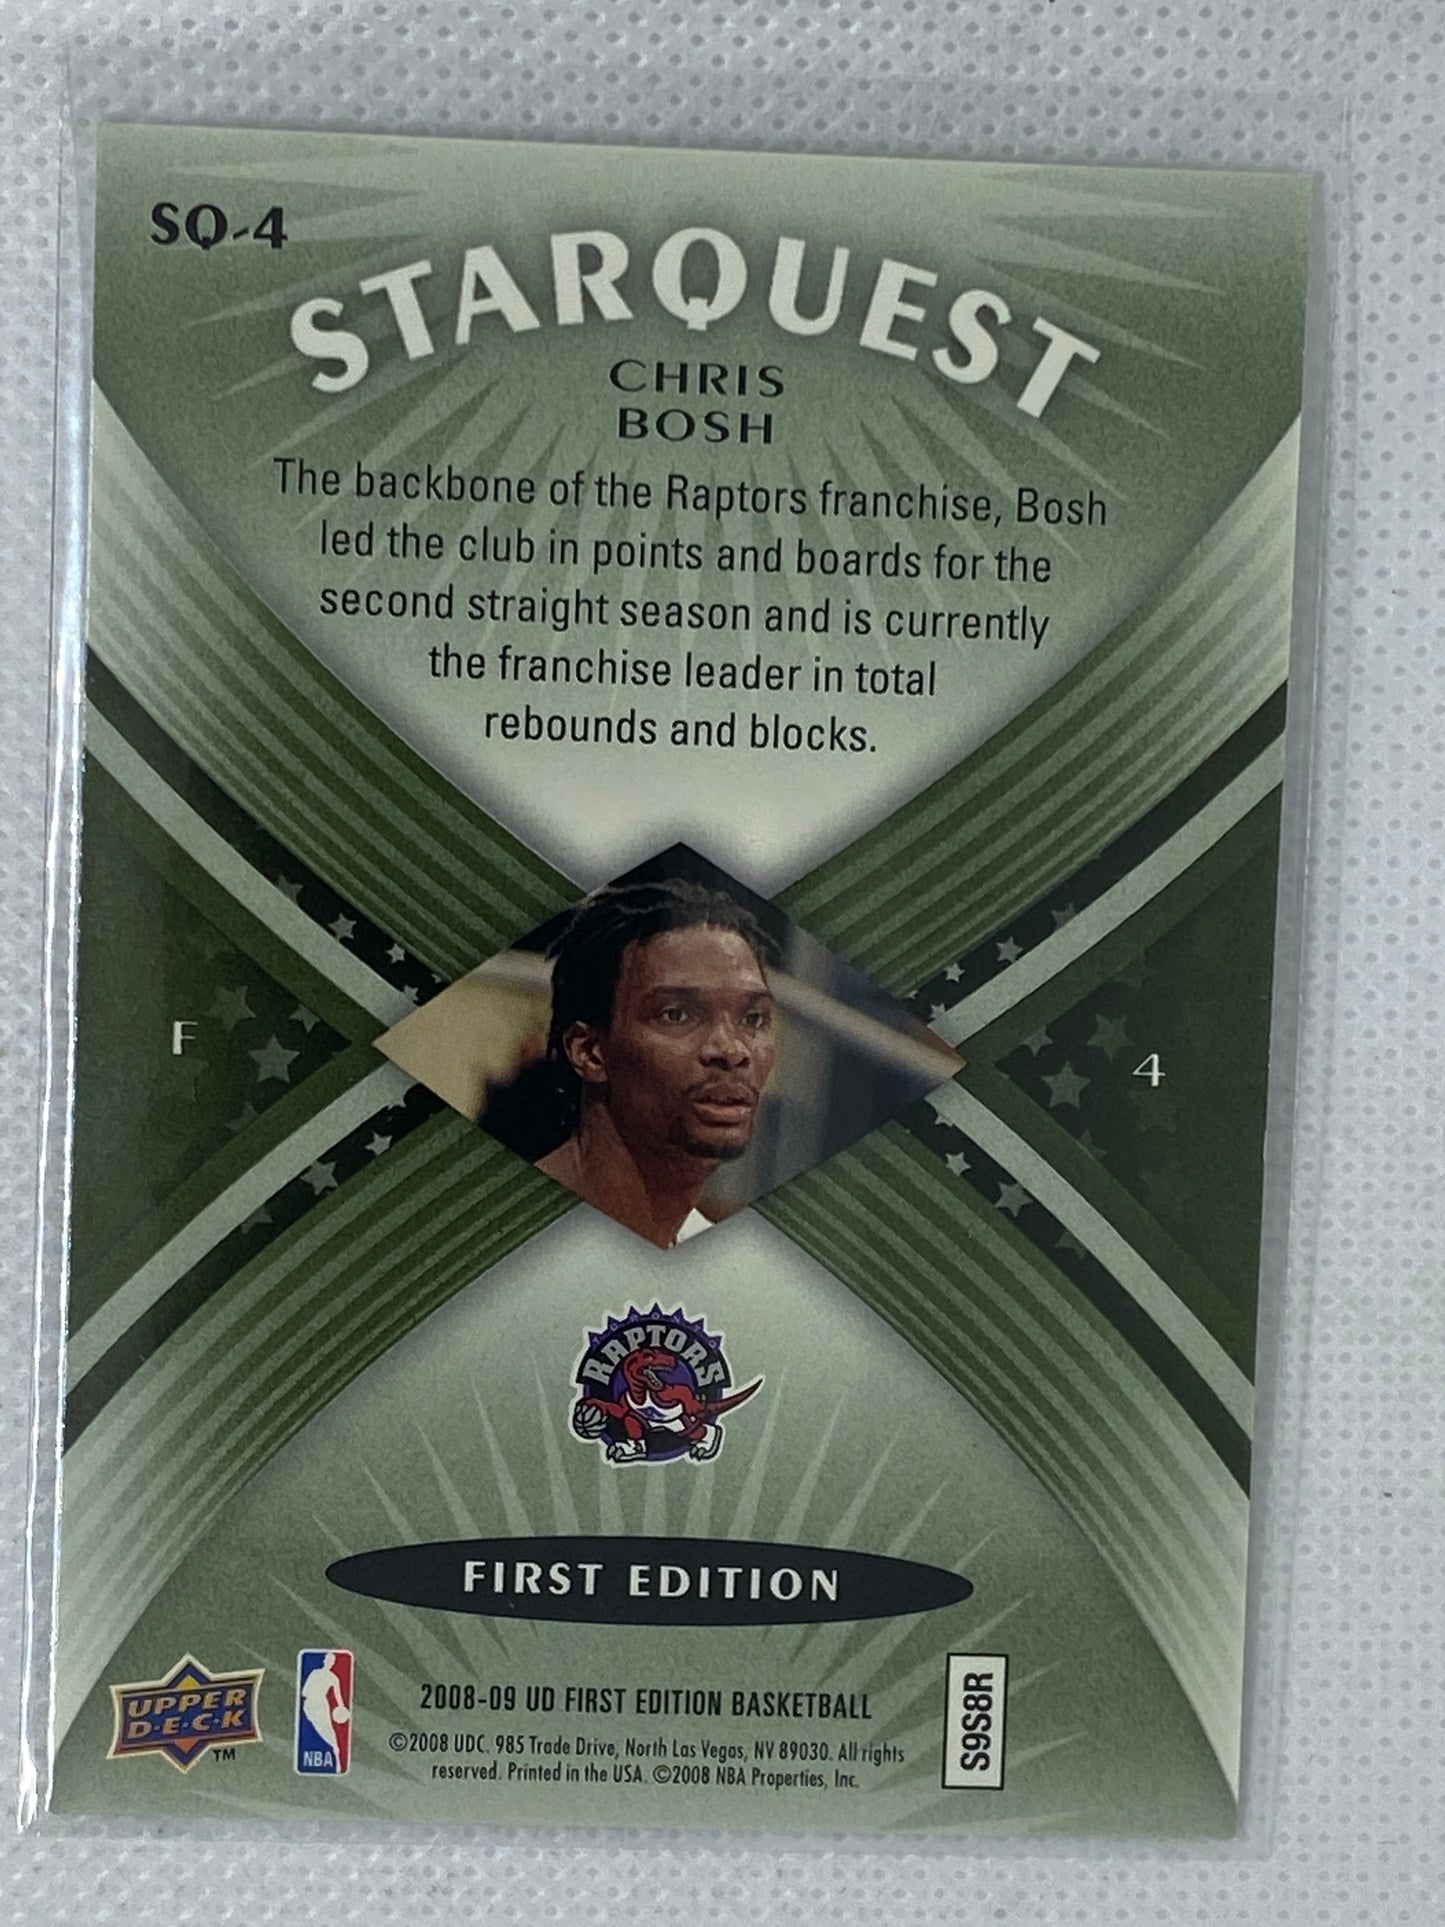 SQ-4
STARQUEST
CHRIS
BOSH
The backbone of the Raptors franchise, Bosh
led the club in points and boards for the
second straight season and is currently
the franchise leader in total
rebounds and blocks.
F
4
TORONTO
RAPTORS
FIRST EDITION
UPPER
D·E·C·K
TM
NBA
2008-09 UD FIRST EDITION BASKETBALL
©2008 UDC. 985 Trade Drive, North Las Vegas, NV 89030. All rights
reserved. Printed in the USA. ©2008 NBA Properties, Inc.
S9S8R